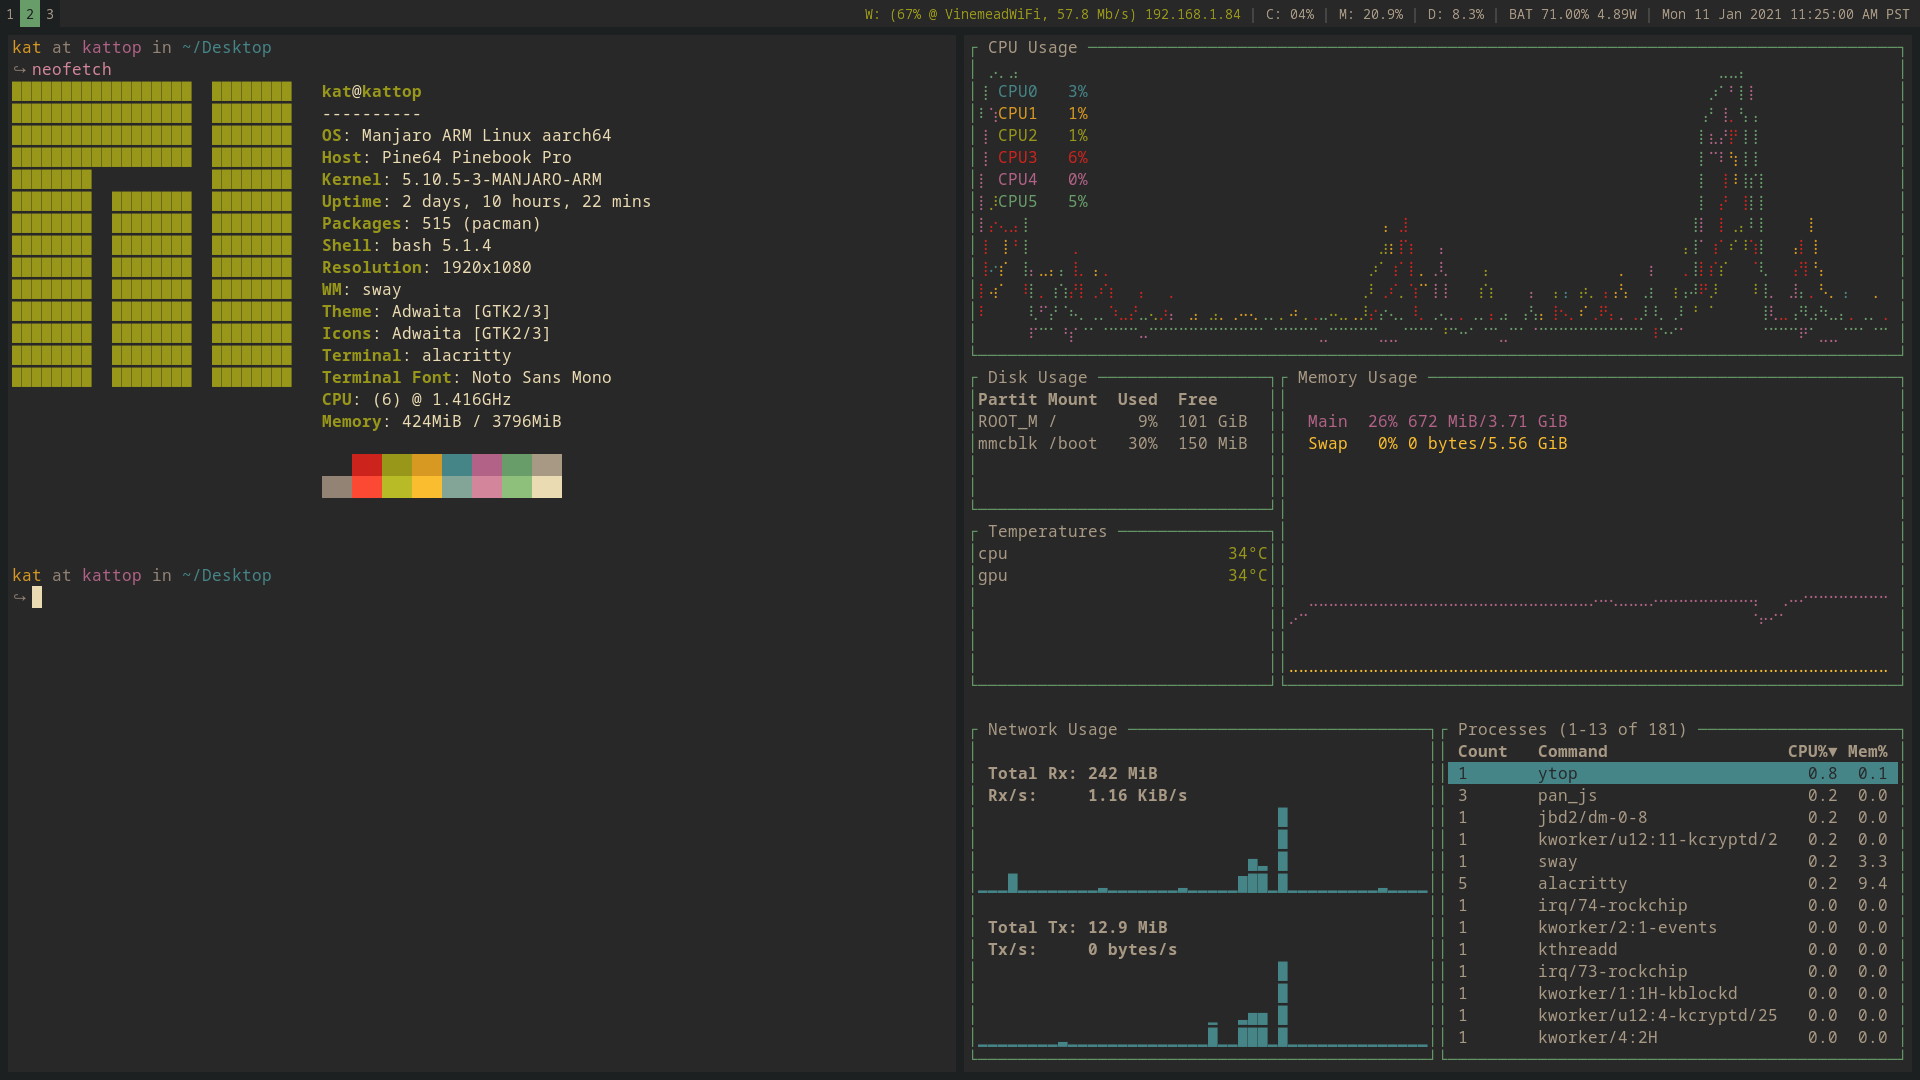 1 2 3
W: (67% @ VinemeadWiFi, 57.8 Mb/s) 192.168.1.84 | C: 04% | M: 20.9% | D: 8.3% | BAT 71.00% 4.89W | Mon 11 Jan 2021 11:25:00 AM PST
kat at kattop in ~/Desktop
↪ neofetch
kat@kattop
----------
OS: Manjaro ARM Linux aarch64
Host: Pine64 Pinebook Pro
Kernel: 5.10.5-3-MANJARO-ARM
Uptime: 2 days, 10 hours, 22 mins
Packages: 515 (pacman)
Shell: bash 5.1.4
Resolution: 1920x1080
WM: sway
Theme: Adwaita [GTK2/3]
Icons: Adwaita [GTK2/3]
Terminal: alacritty
Terminal Font: Noto Sans Mono
CPU: (6) @ 1.416GHz
Memory: 424MiB / 3796MiB
kat at kattop in ~/Desktop
↪
CPU Usage
CPU0 3%
CPU1 1%
CPU2 1%
CPU3 6%
CPU4 0%
CPU5 5%
Disk Usage
Partit Mount Used Free
ROOT_M / 9% 101 GiB
mmcblk /boot 30% 150 MiB
Memory Usage
Main 26% 672 MiB/3.71 GiB
Swap 0% 0 bytes/5.56 GiB
Temperatures
cpu 34°C
gpu 34°C
Network Usage
Total Rx: 242 MiB
Rx/s: 1.16 KiB/s
Total Tx: 12.9 MiB
Tx/s: 0 bytes/s
Processes (1-13 of 181)
Count Command CPU%▼ Mem%
1 ytop 0.8 0.1
3 pan_js 0.2 0.0
1 jbd2/dm-0-8 0.2 0.0
1 kworker/u12:11-kcryptd/2 0.2 0.0
1 sway 0.2 3.3
5 alacritty 0.2 9.4
1 irq/74-rockchip 0.0 0.0
1 kworker/2:1-events 0.0 0.0
1 kthreadd 0.0 0.0
1 irq/73-rockchip 0.0 0.0
1 kworker/1:1H-kblockd 0.0 0.0
1 kworker/u12:4-kcryptd/25 0.0 0.0
1 kworker/4:2H 0.0 0.0